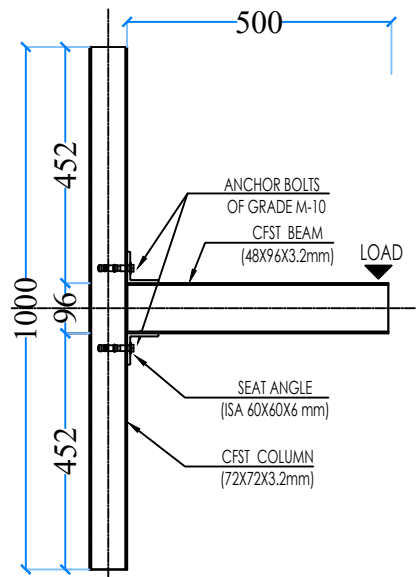 500
452
ANCHOR BOLTS
OF GRADE M-10
CFST BEAM
(48X96X3.2mm)
LOAD
1000
96
SEAT ANGLE
(ISA 60X60X6 mm)
452
CFST COLUMN
(72X72X3.2mm)